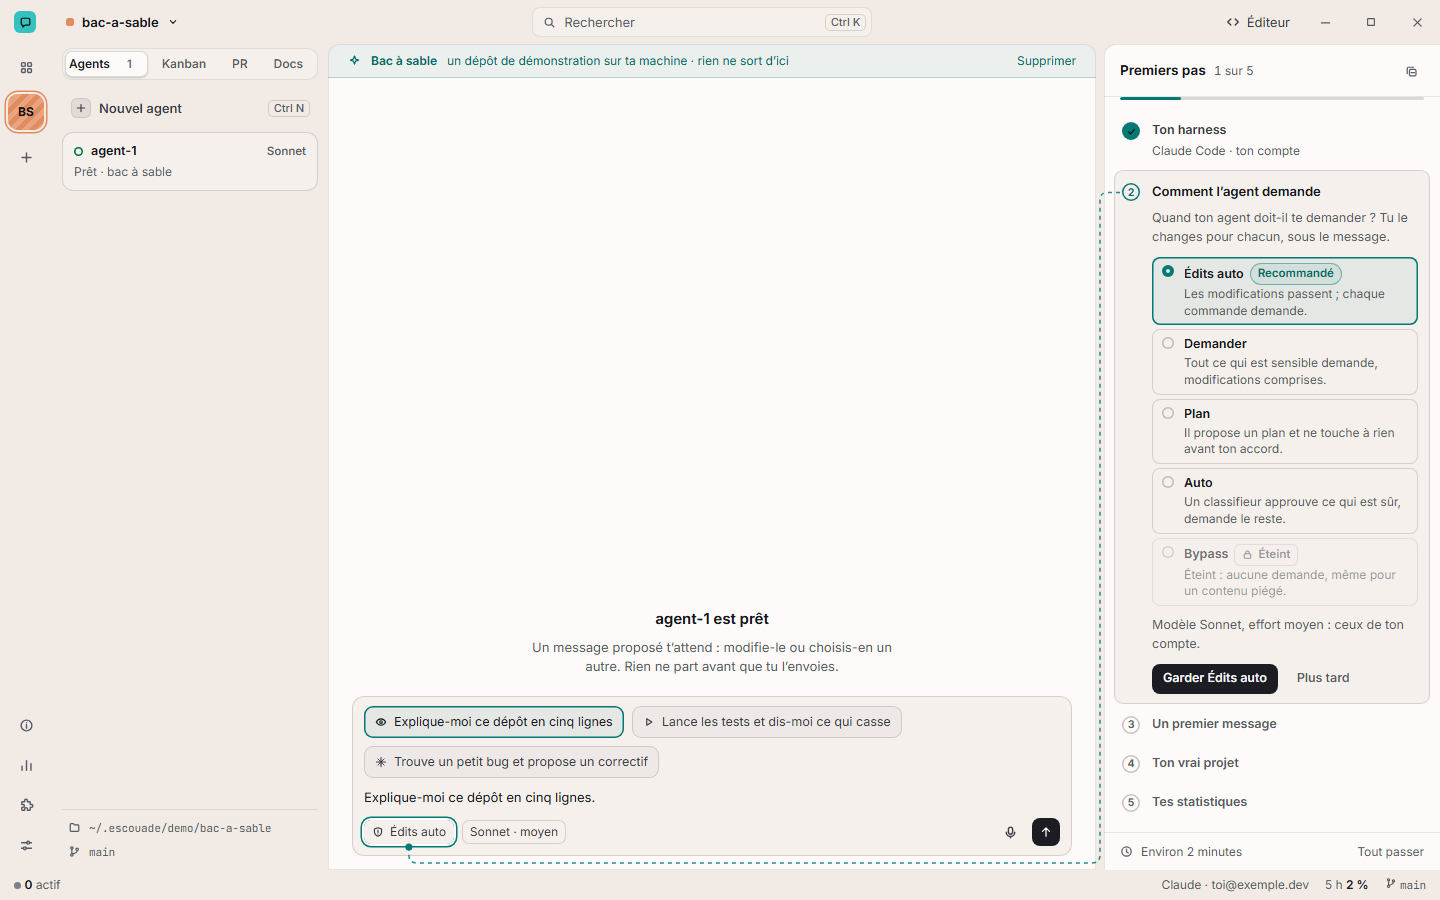 bac-a-sable
Rechercher
Ctrl K
Éditeur
BS
Agents 1
Kanban
PR
Docs
Nouvel agent
Ctrl N
agent-1
Sonnet
Prêt · bac à sable
~/.escouade/demo/bac-a-sable
main
0 actif
Bac à sable un dépôt de démonstration sur ta machine · rien ne sort d’ici
Supprimer
agent-1 est prêt
Un message proposé t’attend : modifie-le ou choisis-en un
autre. Rien ne part avant que tu l’envoies.
Explique-moi ce dépôt en cinq lignes
Lance les tests et dis-moi ce qui casse
Trouve un petit bug et propose un correctif
Explique-moi ce dépôt en cinq lignes.
Édits auto
Sonnet · moyen
Premiers pas 1 sur 5
Ton harness
Claude Code · ton compte
2 Comment l’agent demande
Quand ton agent doit-il te demander ? Tu le
changes pour chacun, sous le message.
Édits auto Recommandé
Les modifications passent ; chaque
commande demande.
Demander
Tout ce qui est sensible demande,
modifications comprises.
Plan
Il propose un plan et ne touche à rien
avant ton accord.
Auto
Un classifieur approuve ce qui est sûr,
demande le reste.
Bypass Éteint
Éteint : aucune demande, même pour
un contenu piégé.
Modèle Sonnet, effort moyen : ceux de ton
compte.
Garder Édits auto
Plus tard
3 Un premier message
4 Ton vrai projet
5 Tes statistiques
Environ 2 minutes
Tout passer
Claude · toi@exemple.dev
5 h 2 %
main